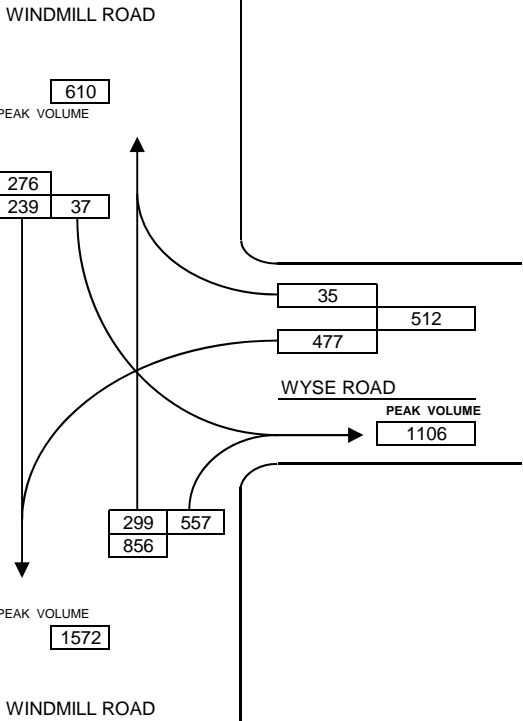 WINDMILL ROAD
610
PEAK VOLUME
276
239 37
35
512
477
WYSE ROAD
PEAK VOLUME
1106
299 557
856
PEAK VOLUME
1572
WINDMILL ROAD